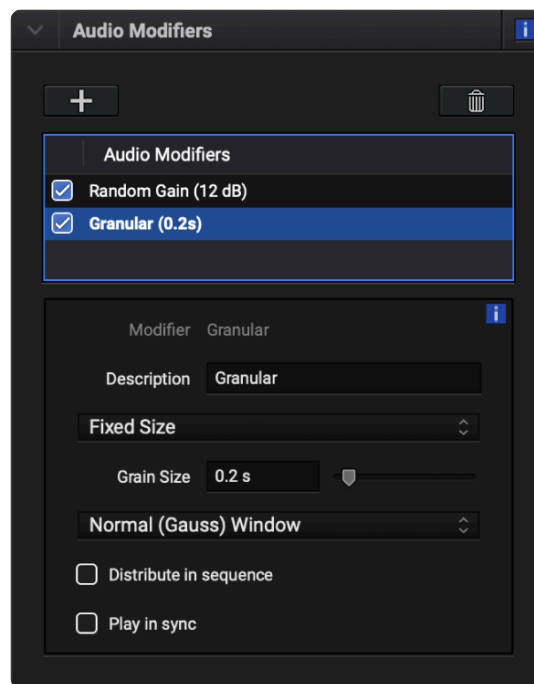 Audio Modifiers
i
Audio Modifiers
Random Gain (12 dB)
Granular (0.2s)
i
Modifier Granular
Description Granular
Fixed Size
Grain Size 0.2 s
Normal (Gauss) Window
Distribute in sequence
Play in sync